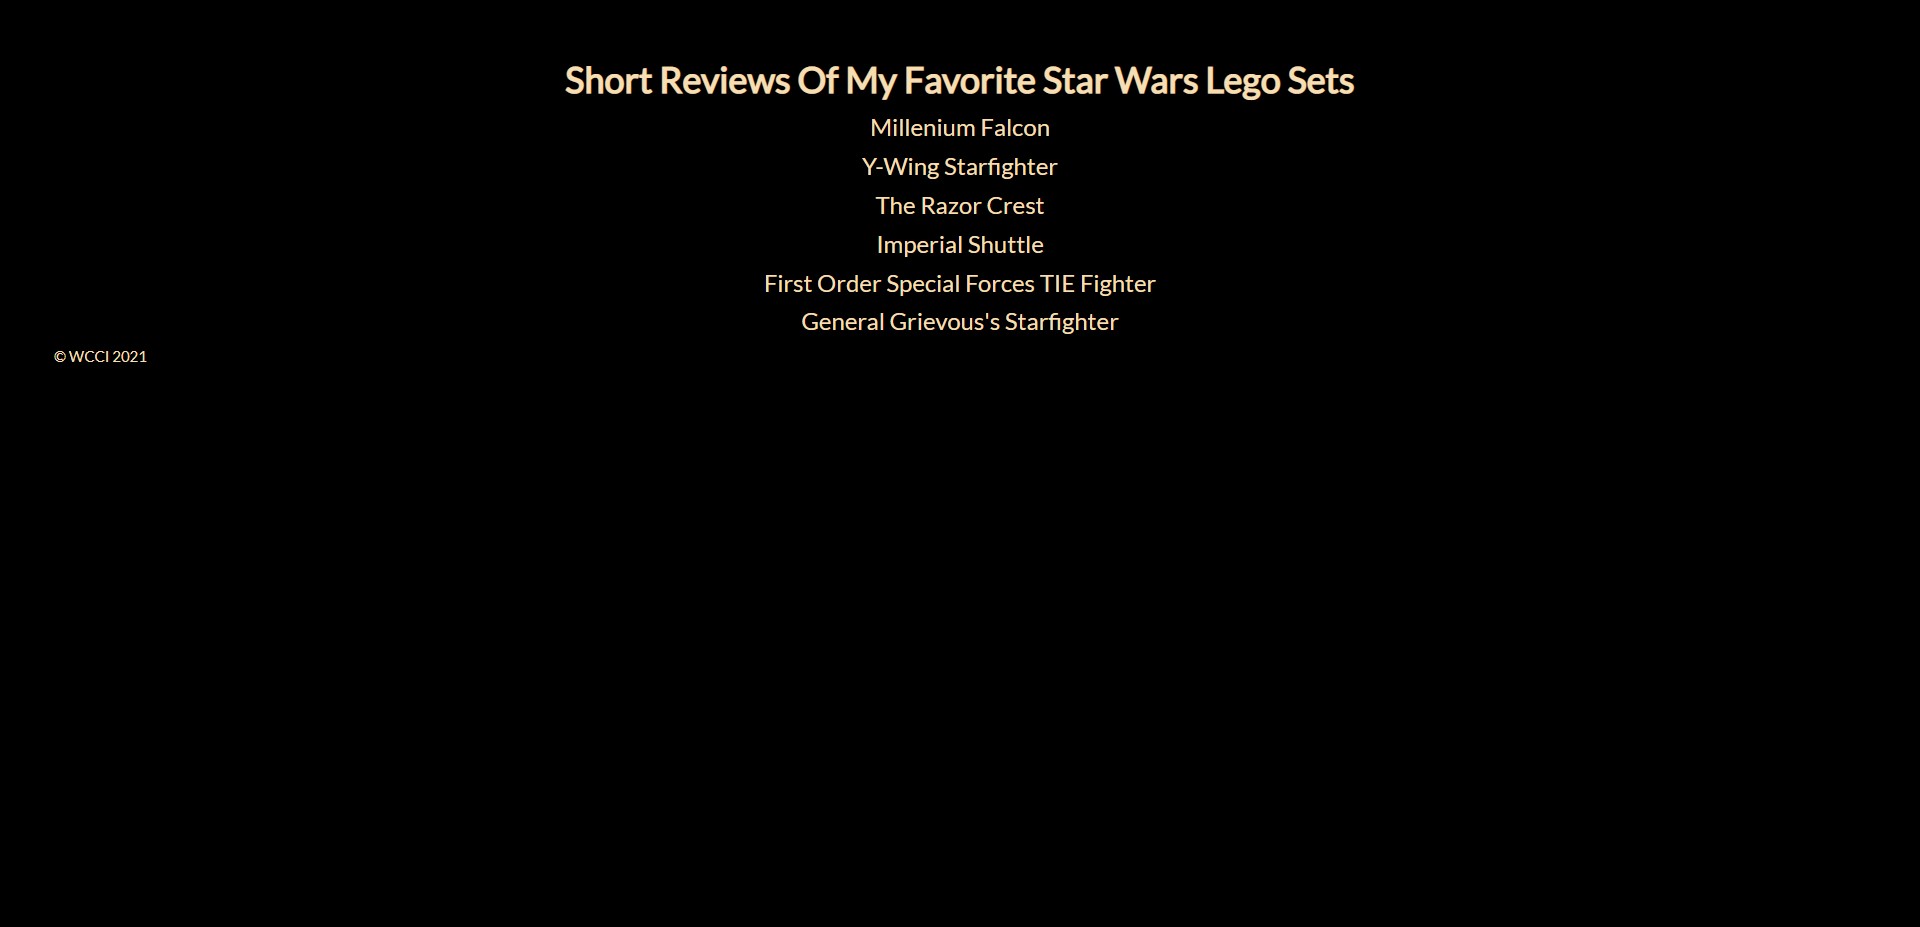 Short Reviews Of My Favorite Star Wars Lego Sets
Millenium Falcon
Y-Wing Starfighter
The Razor Crest
Imperial Shuttle
First Order Special Forces TIE Fighter
General Grievous's Starfighter
© WCCI 2021